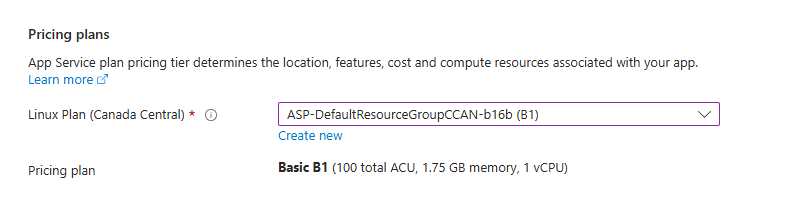 Pricing plans
App Service plan pricing tier determines the location, features, cost and compute resources associated with your app.
Learn more
Linux Plan (Canada Central) *
ASP-DefaultResourceGroupCCAN-b16b (B1)
Create new
Pricing plan
Basic B1 (100 total ACU, 1.75 GB memory, 1 vCPU)